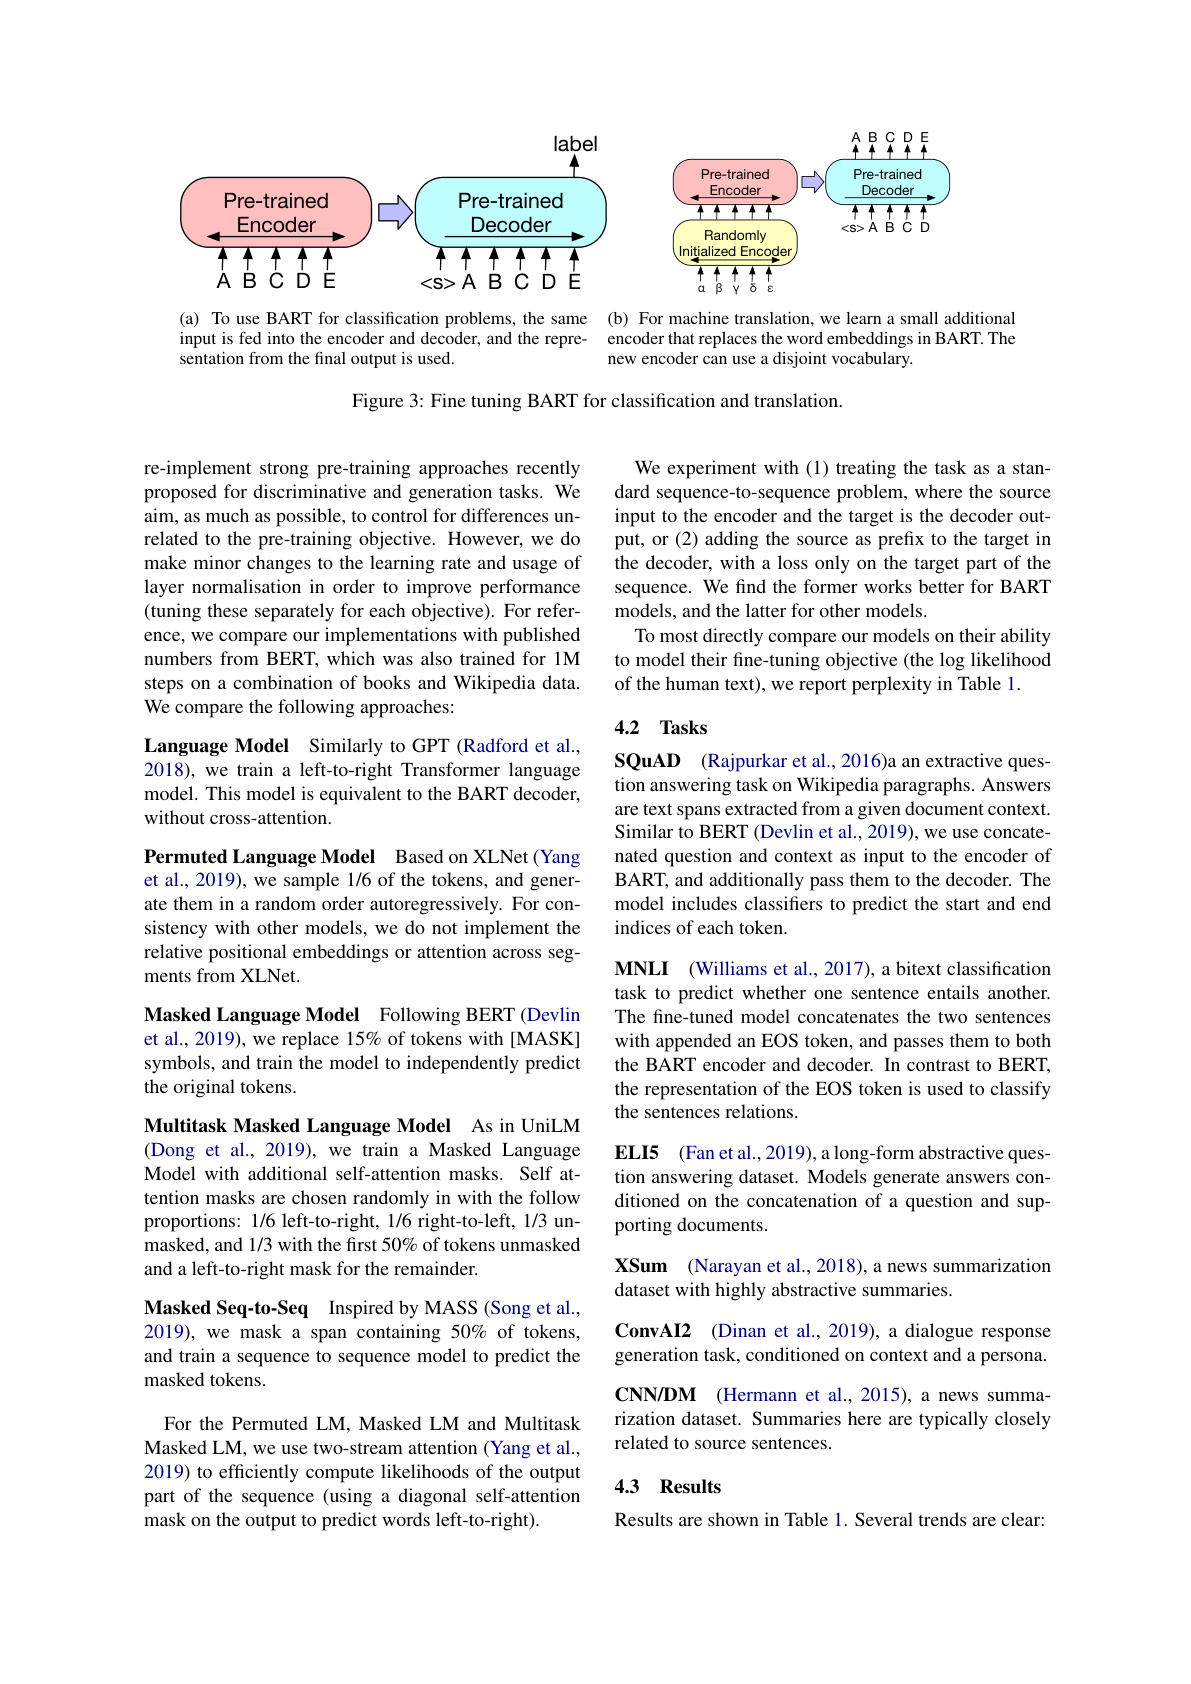 label
Pre-trained
Encoder
Pre-trained
Decoder
A B C D E
<s> A B C D E
A B C D E
Pre-trained
Encoder
Pre-trained
Decoder
<s> A B C D
Randomly
Initialized Encoder
α β γ δ ε
(a) To use BART for classification problems, the same
input is fed into the encoder and decoder, and the repre-
sentation from the final output is used.
(b) For machine translation, we learn a small additional
encoder that replaces the word embeddings in BART. The
new encoder can use a disjoint vocabulary.
Figure 3: Fine tuning BART for classification and translation.
re-implement strong pre-training approaches recently
proposed for discriminative and generation tasks. We
aim, as much as possible, to control for differences un-
related to the pre-training objective. However, we do
make minor changes to the learning rate and usage of
layer normalisation in order to improve performance
(tuning these separately for each objective). For refer-
ence, we compare our implementations with published
numbers from BERT, which was also trained for 1M
steps on a combination of books and Wikipedia data.
We compare the following approaches:
Language Model Similarly to GPT (Radford et al.,
2018), we train a left-to-right Transformer language
model. This model is equivalent to the BART decoder,
without cross-attention.
Permuted Language Model Based on XLNet (Yang
et al., 2019), we sample 1/6 of the tokens, and gener-
ate them in a random order autoregressively. For con-
sistency with other models, we do not implement the
relative positional embeddings or attention across seg-
ments from XLNet.
Masked Language Model Following BERT (Devlin
et al., 2019), we replace 15% of tokens with [MASK]
symbols, and train the model to independently predict
the original tokens.
Multitask Masked Language Model As in UniLM
(Dong et al., 2019), we train a Masked Language
Model with additional self-attention masks. Self at-
tention masks are chosen randomly in with the follow
proportions: 1/6 left-to-right, 1/6 right-to-left, 1/3 un-
masked, and 1/3 with the first 50% of tokens unmasked
and a left-to-right mask for the remainder.
Masked Seq-to-Seq Inspired by MASS (Song et al.,
2019), we mask a span containing 50% of tokens,
and train a sequence to sequence model to predict the
masked tokens.
For the Permuted LM, Masked LM and Multitask
Masked LM, we use two-stream attention (Yang et al.,
2019) to efficiently compute likelihoods of the output
part of the sequence (using a diagonal self-attention
mask on the output to predict words left-to-right).
We experiment with (1) treating the task as a stan-
dard sequence-to-sequence problem, where the source
input to the encoder and the target is the decoder out-
put, or (2) adding the source as prefix to the target in
the decoder, with a loss only on the target part of the
sequence. We find the former works better for BART
models, and the latter for other models.
To most directly compare our models on their ability
to model their fine-tuning objective (the log likelihood
of the human text), we report perplexity in Table 1.
4.2 Tasks
SQuAD (Rajpurkar et al., 2016)a an extractive ques-
tion answering task on Wikipedia paragraphs. Answers
are text spans extracted from a given document context.
Similar to BERT (Devlin et al., 2019), we use concate-
nated question and context as input to the encoder of
BART, and additionally pass them to the decoder. The
model includes classifiers to predict the start and end
indices of each token.
MNLI (Williams et al., 2017), a bitext classification
task to predict whether one sentence entails another.
The fine-tuned model concatenates the two sentences
with appended an EOS token, and passes them to both
the BART encoder and decoder. In contrast to BERT,
the representation of the EOS token is used to classify
the sentences relations.
ELI5 (Fan et al., 2019), a long-form abstractive ques-
tion answering dataset. Models generate answers con-
ditioned on the concatenation of a question and sup-
porting documents.
XSum (Narayan et al., 2018), a news summarization
dataset with highly abstractive summaries.
ConvAI2 (Dinan et al., 2019), a dialogue response
generation task, conditioned on context and a persona.
CNN/DM (Hermann et al., 2015), a news summa-
rization dataset. Summaries here are typically closely
related to source sentences.
4.3 Results
Results are shown in Table 1. Several trends are clear: